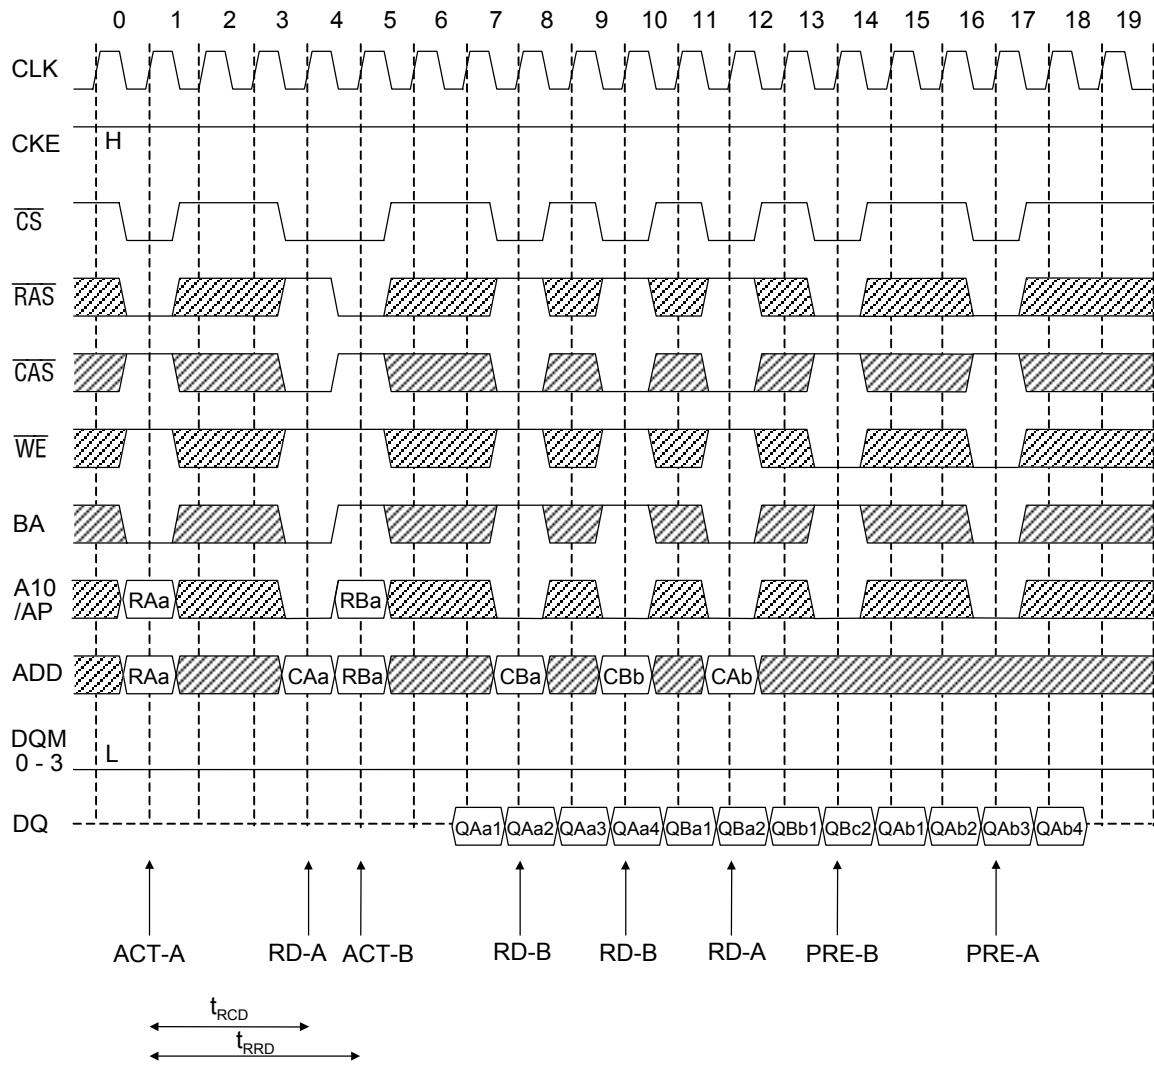 0 1 2 3 4 5 6 7 8 9 10 11 12 13 14 15 16 17 18 19
CLK
CKE H
CS
RAS
CAS
WE
BA
A10
/AP
RAa RBa
ADD RAa CAa RBa CBa CBb CAb
DQM
0 - 3
L
DQ QAa1 QAa2 QAa3 QAa4 QBa1 QBa2 QBb1 QBc2 QAb1 QAb2 QAb3 QAb4
ACT-A RD-A ACT-B RD-B RD-B RD-A PRE-B PRE-A
tRCD
tRRD